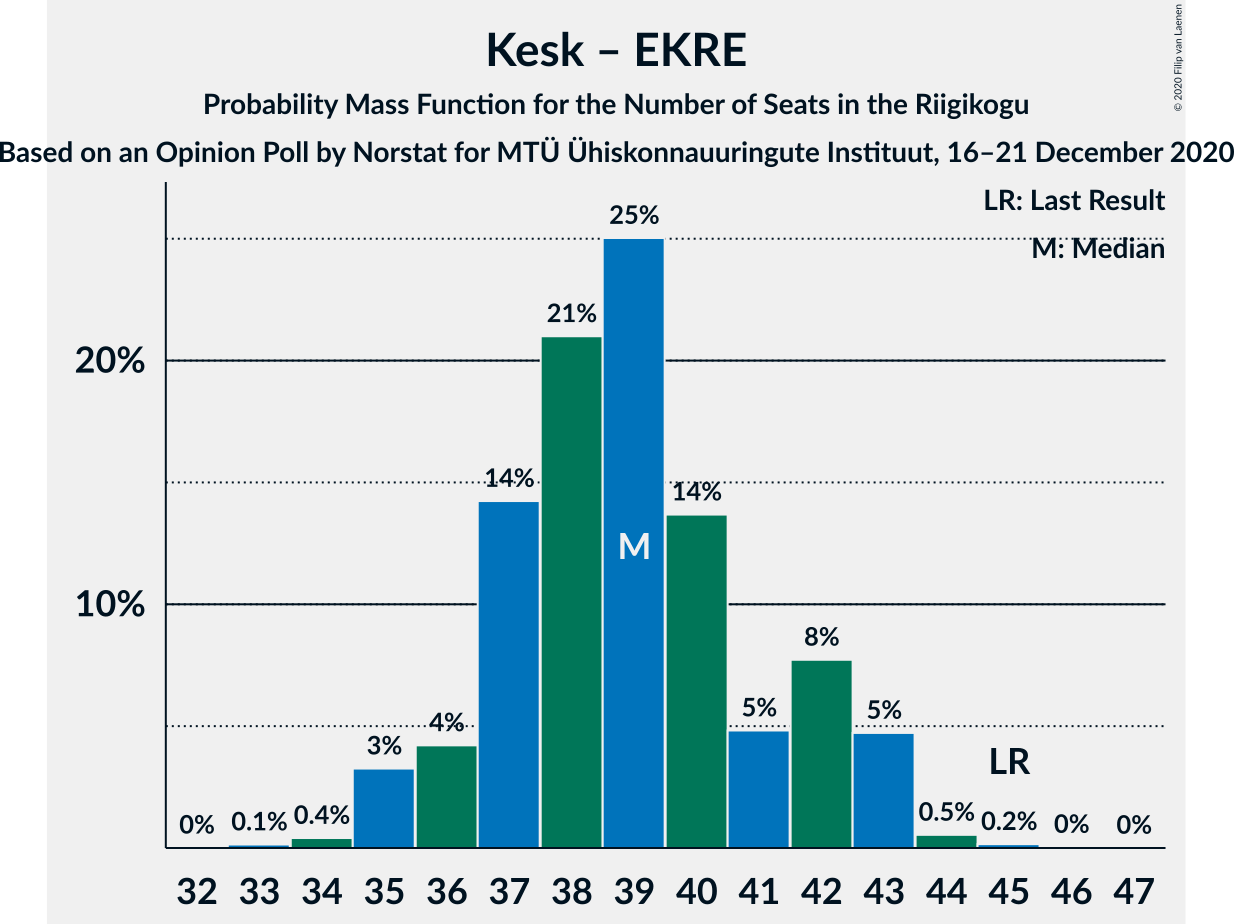 Kesk – EKRE
Probability Mass Function for the Number of Seats in the Riigikogu
Based on an Opinion Poll by Norstat for MTÜ Ühiskonnauuringute Instituut, 16–21 December 2020
© 2020 Filip van Laenen
LR: Last Result
M: Median
20%
10%
0%
0.1%
0.4%
3%
4%
14%
21%
25%
14%
5%
8%
5%
0.5%
0.2%
0%
0%
M
LR
32 33 34 35 36 37 38 39 40 41 42 43 44 45 46 47